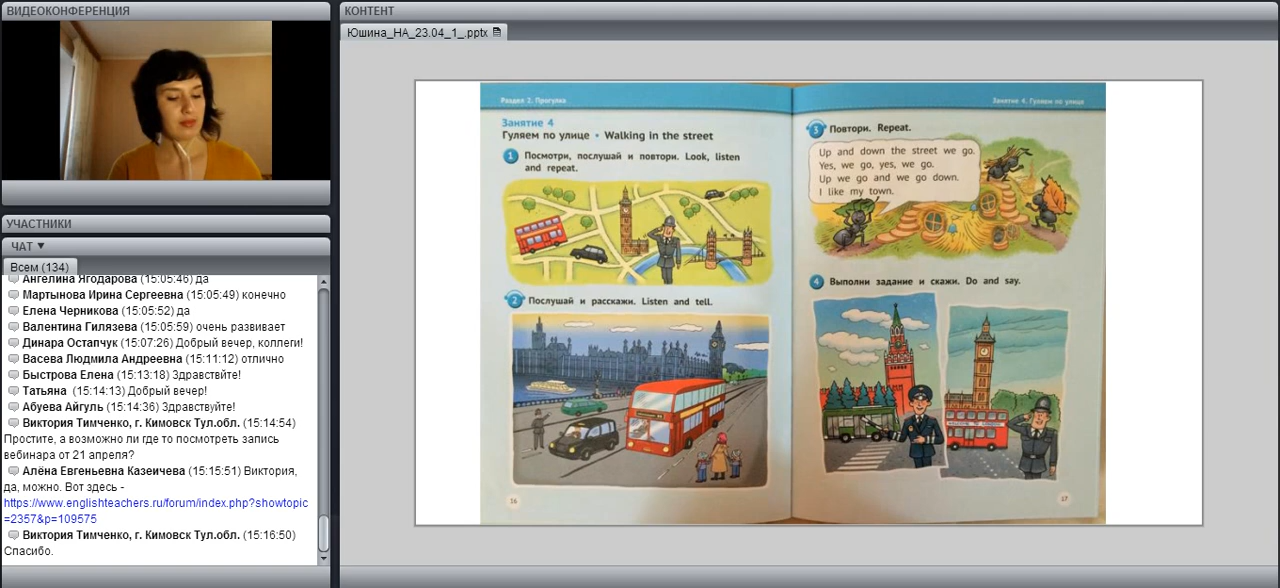 ВИДЕОКОНФЕРЕНЦИЯ
УЧАСТНИКИ
ЧАТ ▼
Всем (134)
Ангелина Ягодарова (15:05:46) да
Мартынова Ирина Сергеевна (15:05:49) конечно
Елена Черникова (15:05:52) да
Валентина Гилязева (15:05:59) очень развивает
Динара Остапчук (15:07:26) Добрый вечер, коллеги!
Васева Людмила Андреевна (15:11:12) отлично
Быстрова Елена (15:13:18) Здравствйте!
Татьяна (15:14:13) Добрый вечер!
Абуева Айгуль (15:14:36) Здравствуйте!
Виктория Тимченко, г. Кимовск Тул.обл. (15:14:54)
Простите, а возможно ли где то посмотреть запись
вебинара от 21 апреля?
Алёна Евгеньевна Казеичева (15:15:51) Виктория,
да, можно. Вот здесь -
https://www.englishteachers.ru/forum/index.php?showtopic
=2357&p=109575
Виктория Тимченко, г. Кимовск Тул.обл. (15:16:50)
Спасибо.
КОНТЕНТ
Юшина_НА_23.04_1_.pptx
Раздел 2. Прогулка
Занятие 4
Гуляем по улице • Walking in the street
1 Посмотри, послушай и повтори. Look, listen
and repeat.
2 Послушай и расскажи. Listen and tell.
16
Занятие 4. Гуляем по улице
3 Повтори. Repeat.
Up and down the street we go.
Yes, we go, yes, we go.
Up we go and we go down.
I like my town.
4 Выполни задание и скажи. Do and say.
17